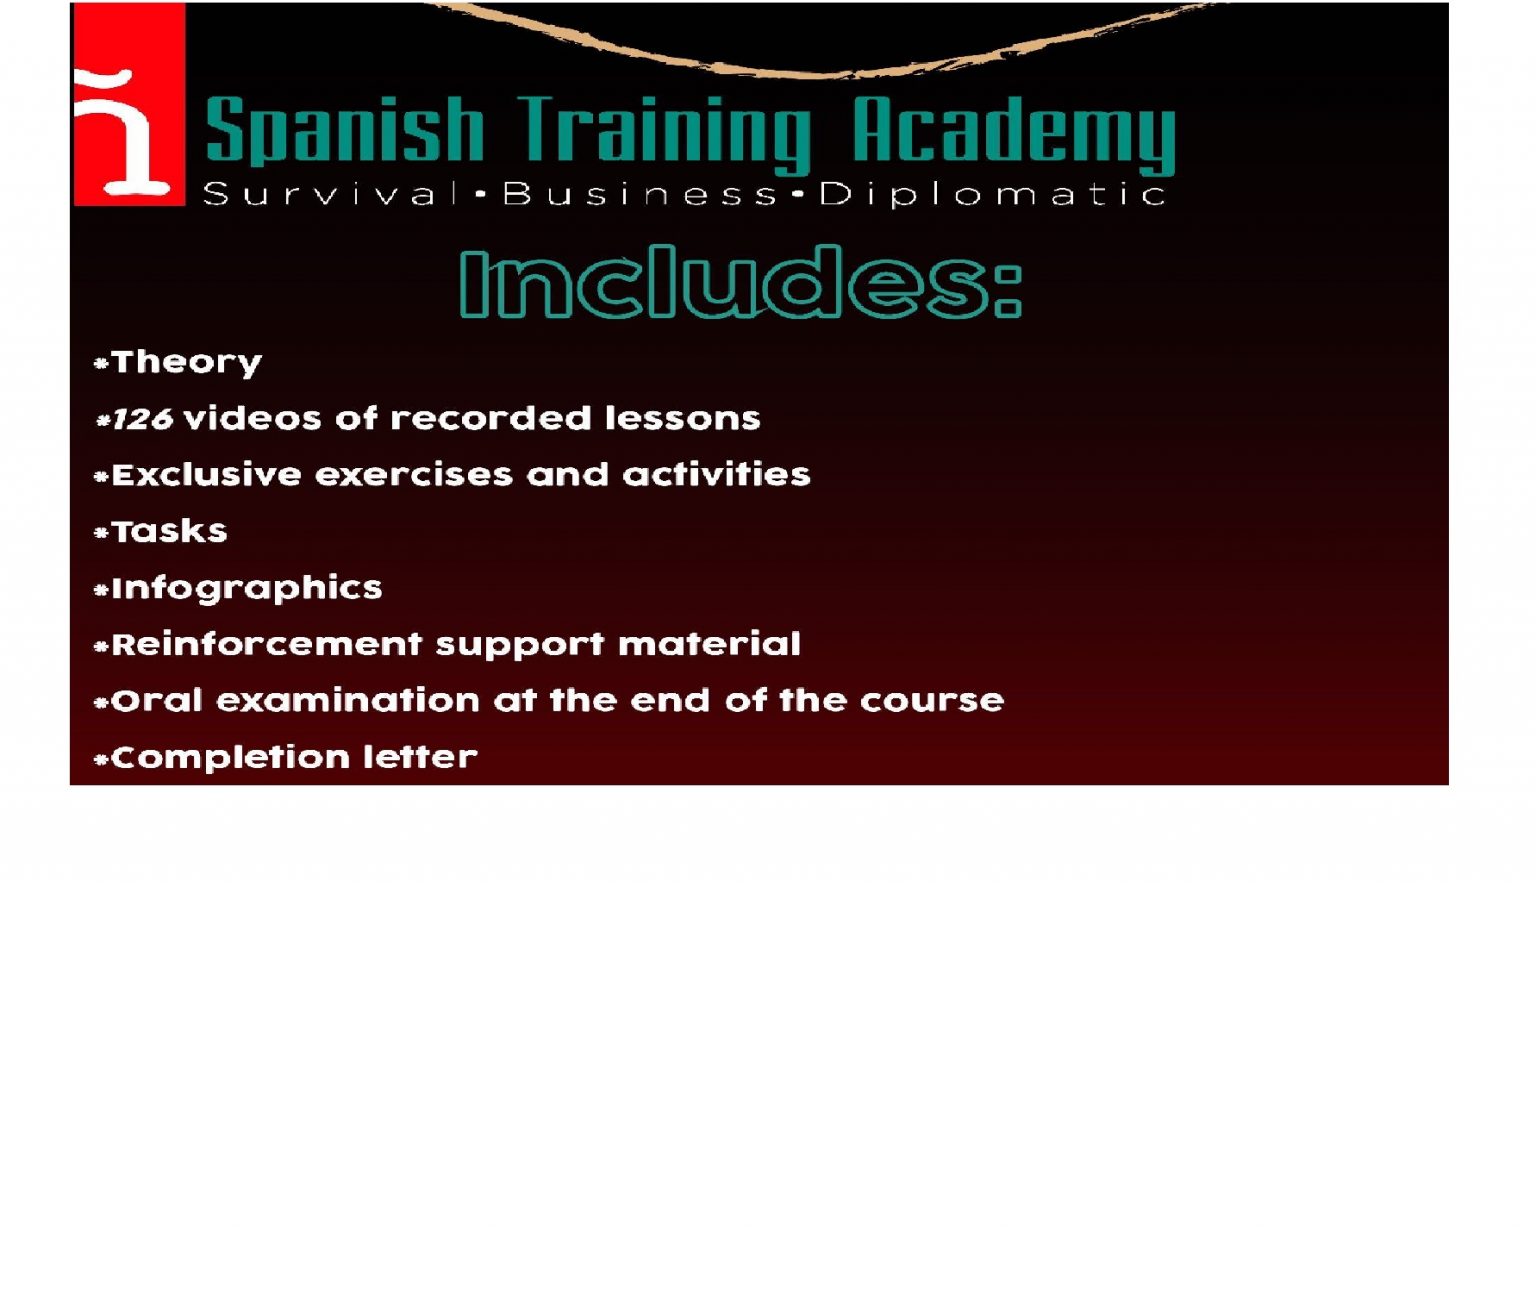 ñ
Spanish Training Academy
Survival•Business•Diplomatic
Includes:
*Theory
*126 videos of recorded lessons
*Exclusive exercises and activities
*Tasks
*Infographics
*Reinforcement support material
*Oral examination at the end of the course
*Completion letter